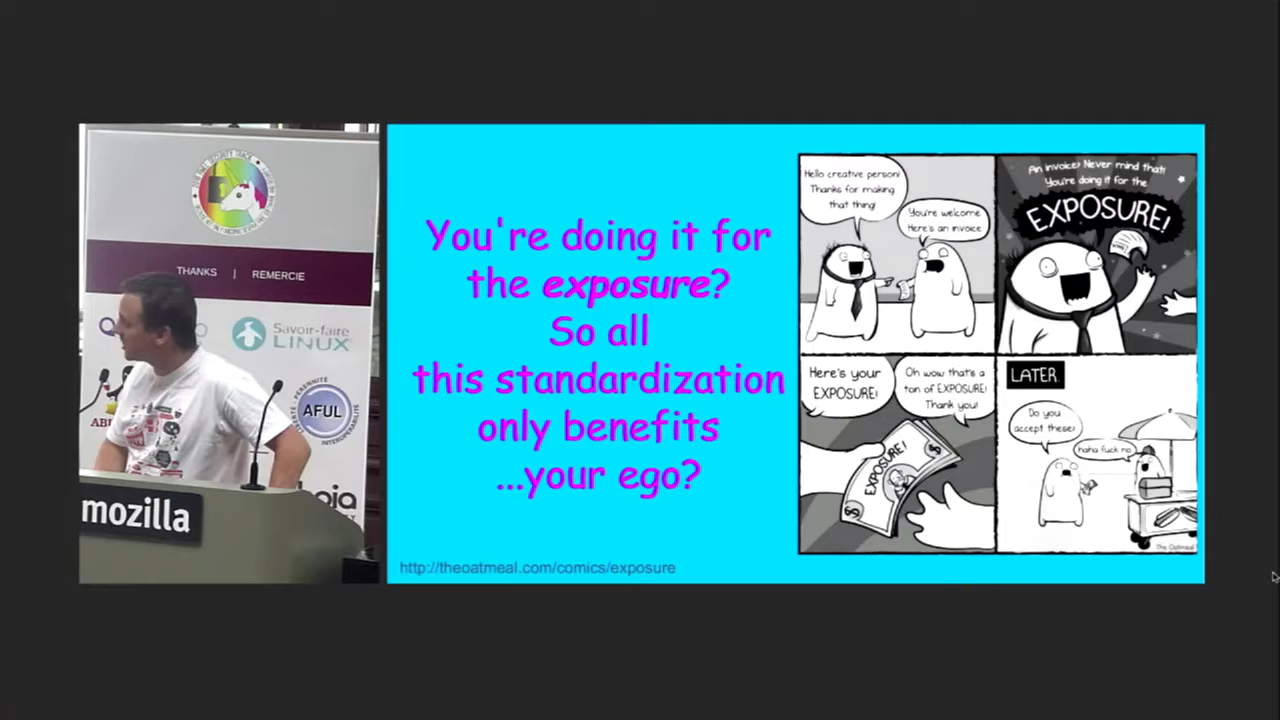 THANKS | REMERCIE
Savoir-faire
LINUX
AFUL
mozilla
You're doing it for
the exposure?
So all
this standardization
only benefits
...your ego?
http://theoatmeal.com/comics/exposure
Hello creative person!
Thanks for making
that thing!
You're welcome
Here's an invoice
An invoice? Never mind that!
You're doing it for the
EXPOSURE!
Here's your
EXPOSURE!
Oh wow that's a
ton of EXPOSURE!
Thank you!
EXPOSURE!
LATER.
Do you
accept these?
haha fuck no
The Oatmeal